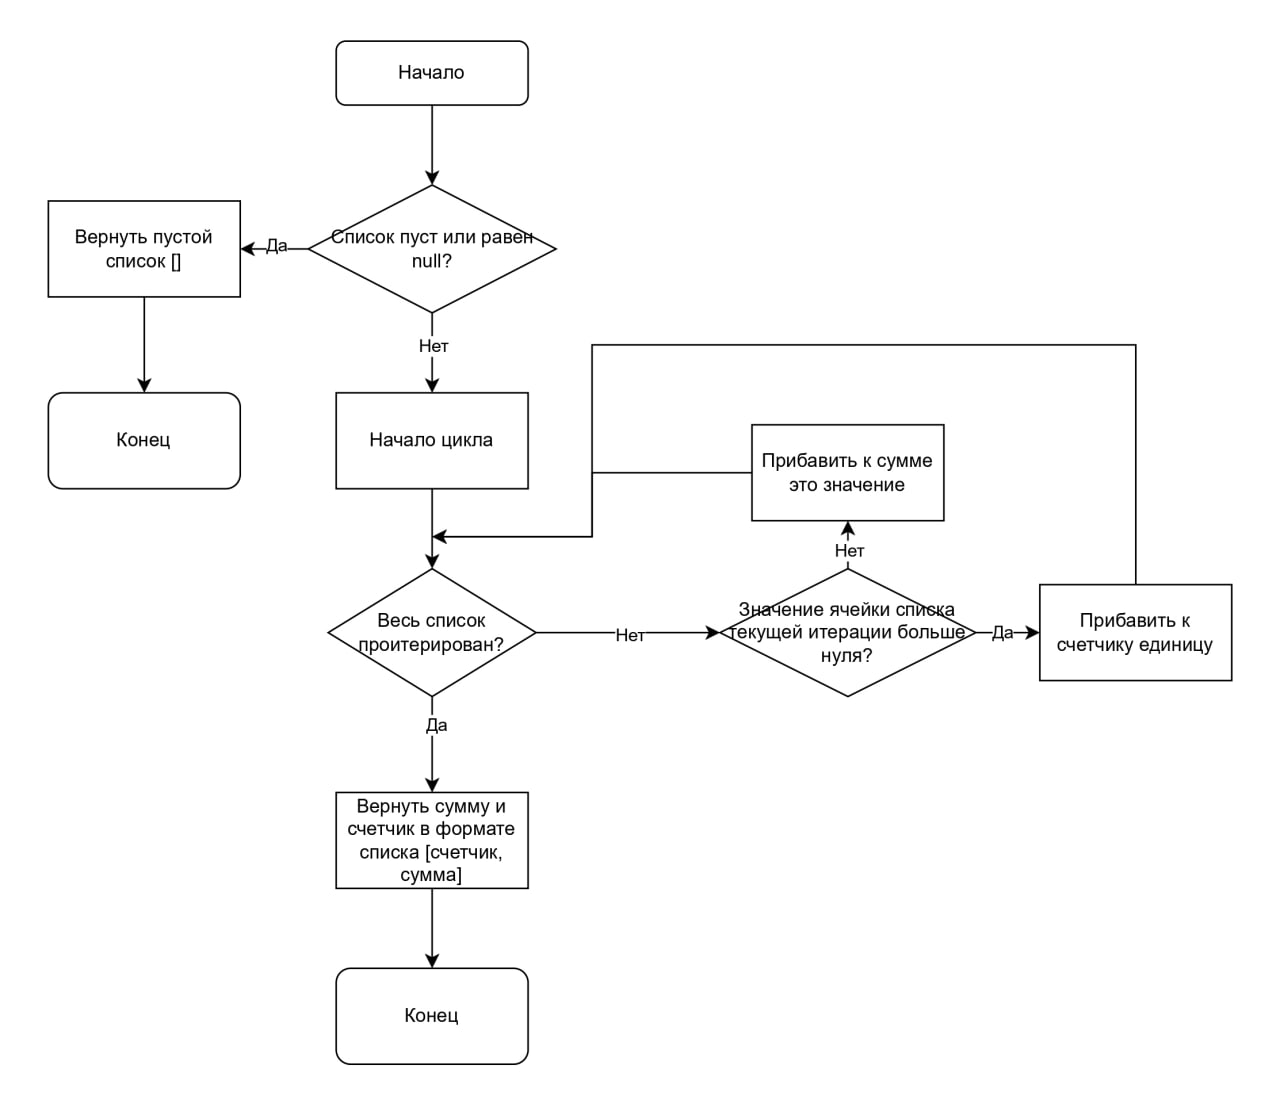 Начало
Список пуст или равен
null?
Да
Вернуть пустой
список []
Конец
Нет
Начало цикла
Весь список
проитерирован?
Нет
Значение ячейки списка
текущей итерации больше
нуля?
Нет
Прибавить к сумме
это значение
Да
Прибавить к
счетчику единицу
Да
Вернуть сумму и
счетчик в формате
списка [счетчик,
сумма]
Конец